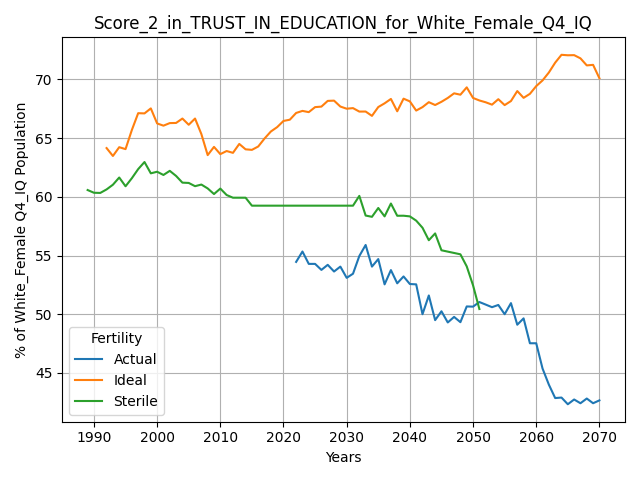 Score_2_in_TRUST_IN_EDUCATION_for_White_Female_Q4_IQ
% of White_Female Q4_IQ Population
70
65
60
55
50
45
Fertility
Actual
Ideal
Sterile
1990 2000 2010 2020 2030 2040 2050 2060 2070
Years